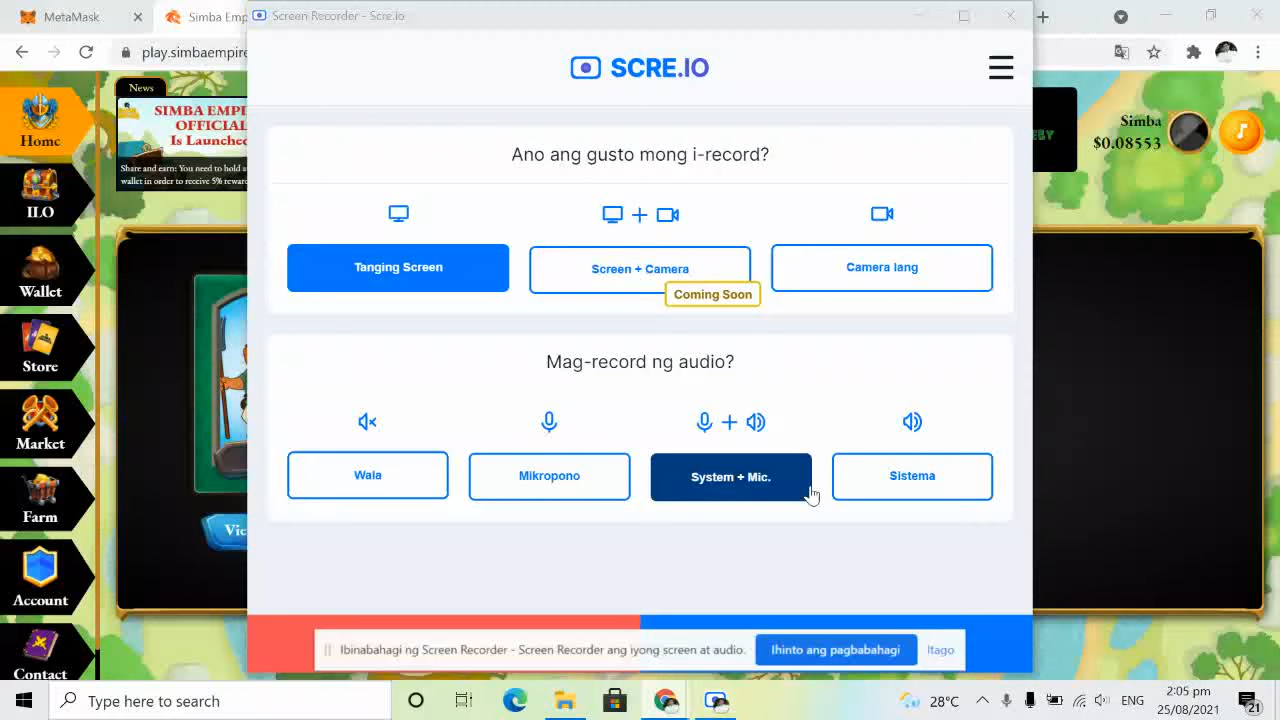 MetaMask
Simba Emp
Screen Recorder - Scre.io
play.simbaempire
SCRE.IO
News
SIMBA EMPI
OFFICIAL
Is Launched
Share and earn: You need to hold a
wallet in order to receive 5% rewar
Home
ILO
Wallet
Store
Market
Farm
Account
Contact
Simba
$0.08553
Ano ang gusto mong i-record?
Tanging Screen
Screen + Camera
Camera lang
Coming Soon
Mag-record ng audio?
Wala
Mikropono
System + Mic.
Sistema
Vie
Ibinabahagi ng Screen Recorder - Screen Recorder ang iyong screen at audio.
Ihinto ang pagbabahagi
Itago
Type here to search
28°C
ENG
2:05 pm
25/08/2021
21